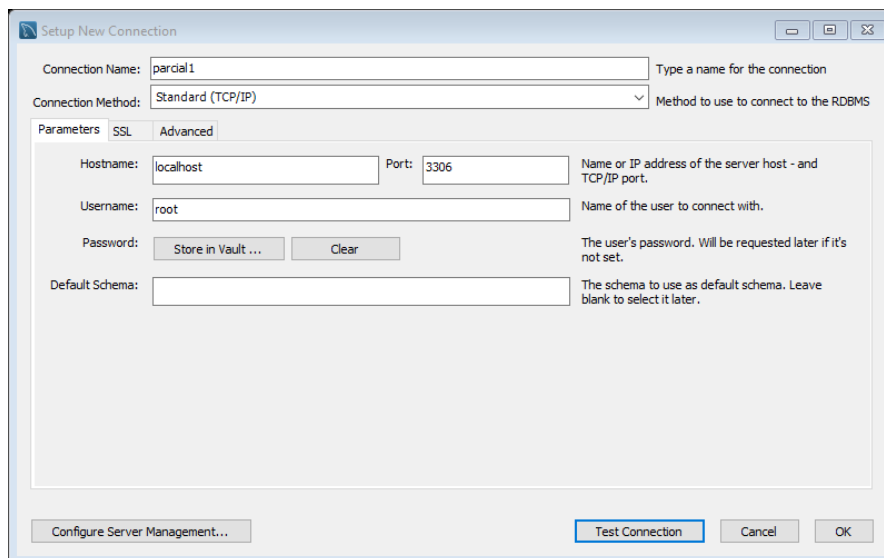 Setup New Connection
Connection Name: parcial1 Type a name for the connection
Connection Method: Standard (TCP/IP) Method to use to connect to the RDBMS
Parameters SSL Advanced
Hostname: localhost Port: 3306 Name or IP address of the server host - and
TCP/IP port.
Username: root Name of the user to connect with.
Password: Store in Vault ... Clear The user's password. Will be requested later if it's
not set.
Default Schema: The schema to use as default schema. Leave
blank to select it later.
Configure Server Management... Test Connection Cancel OK